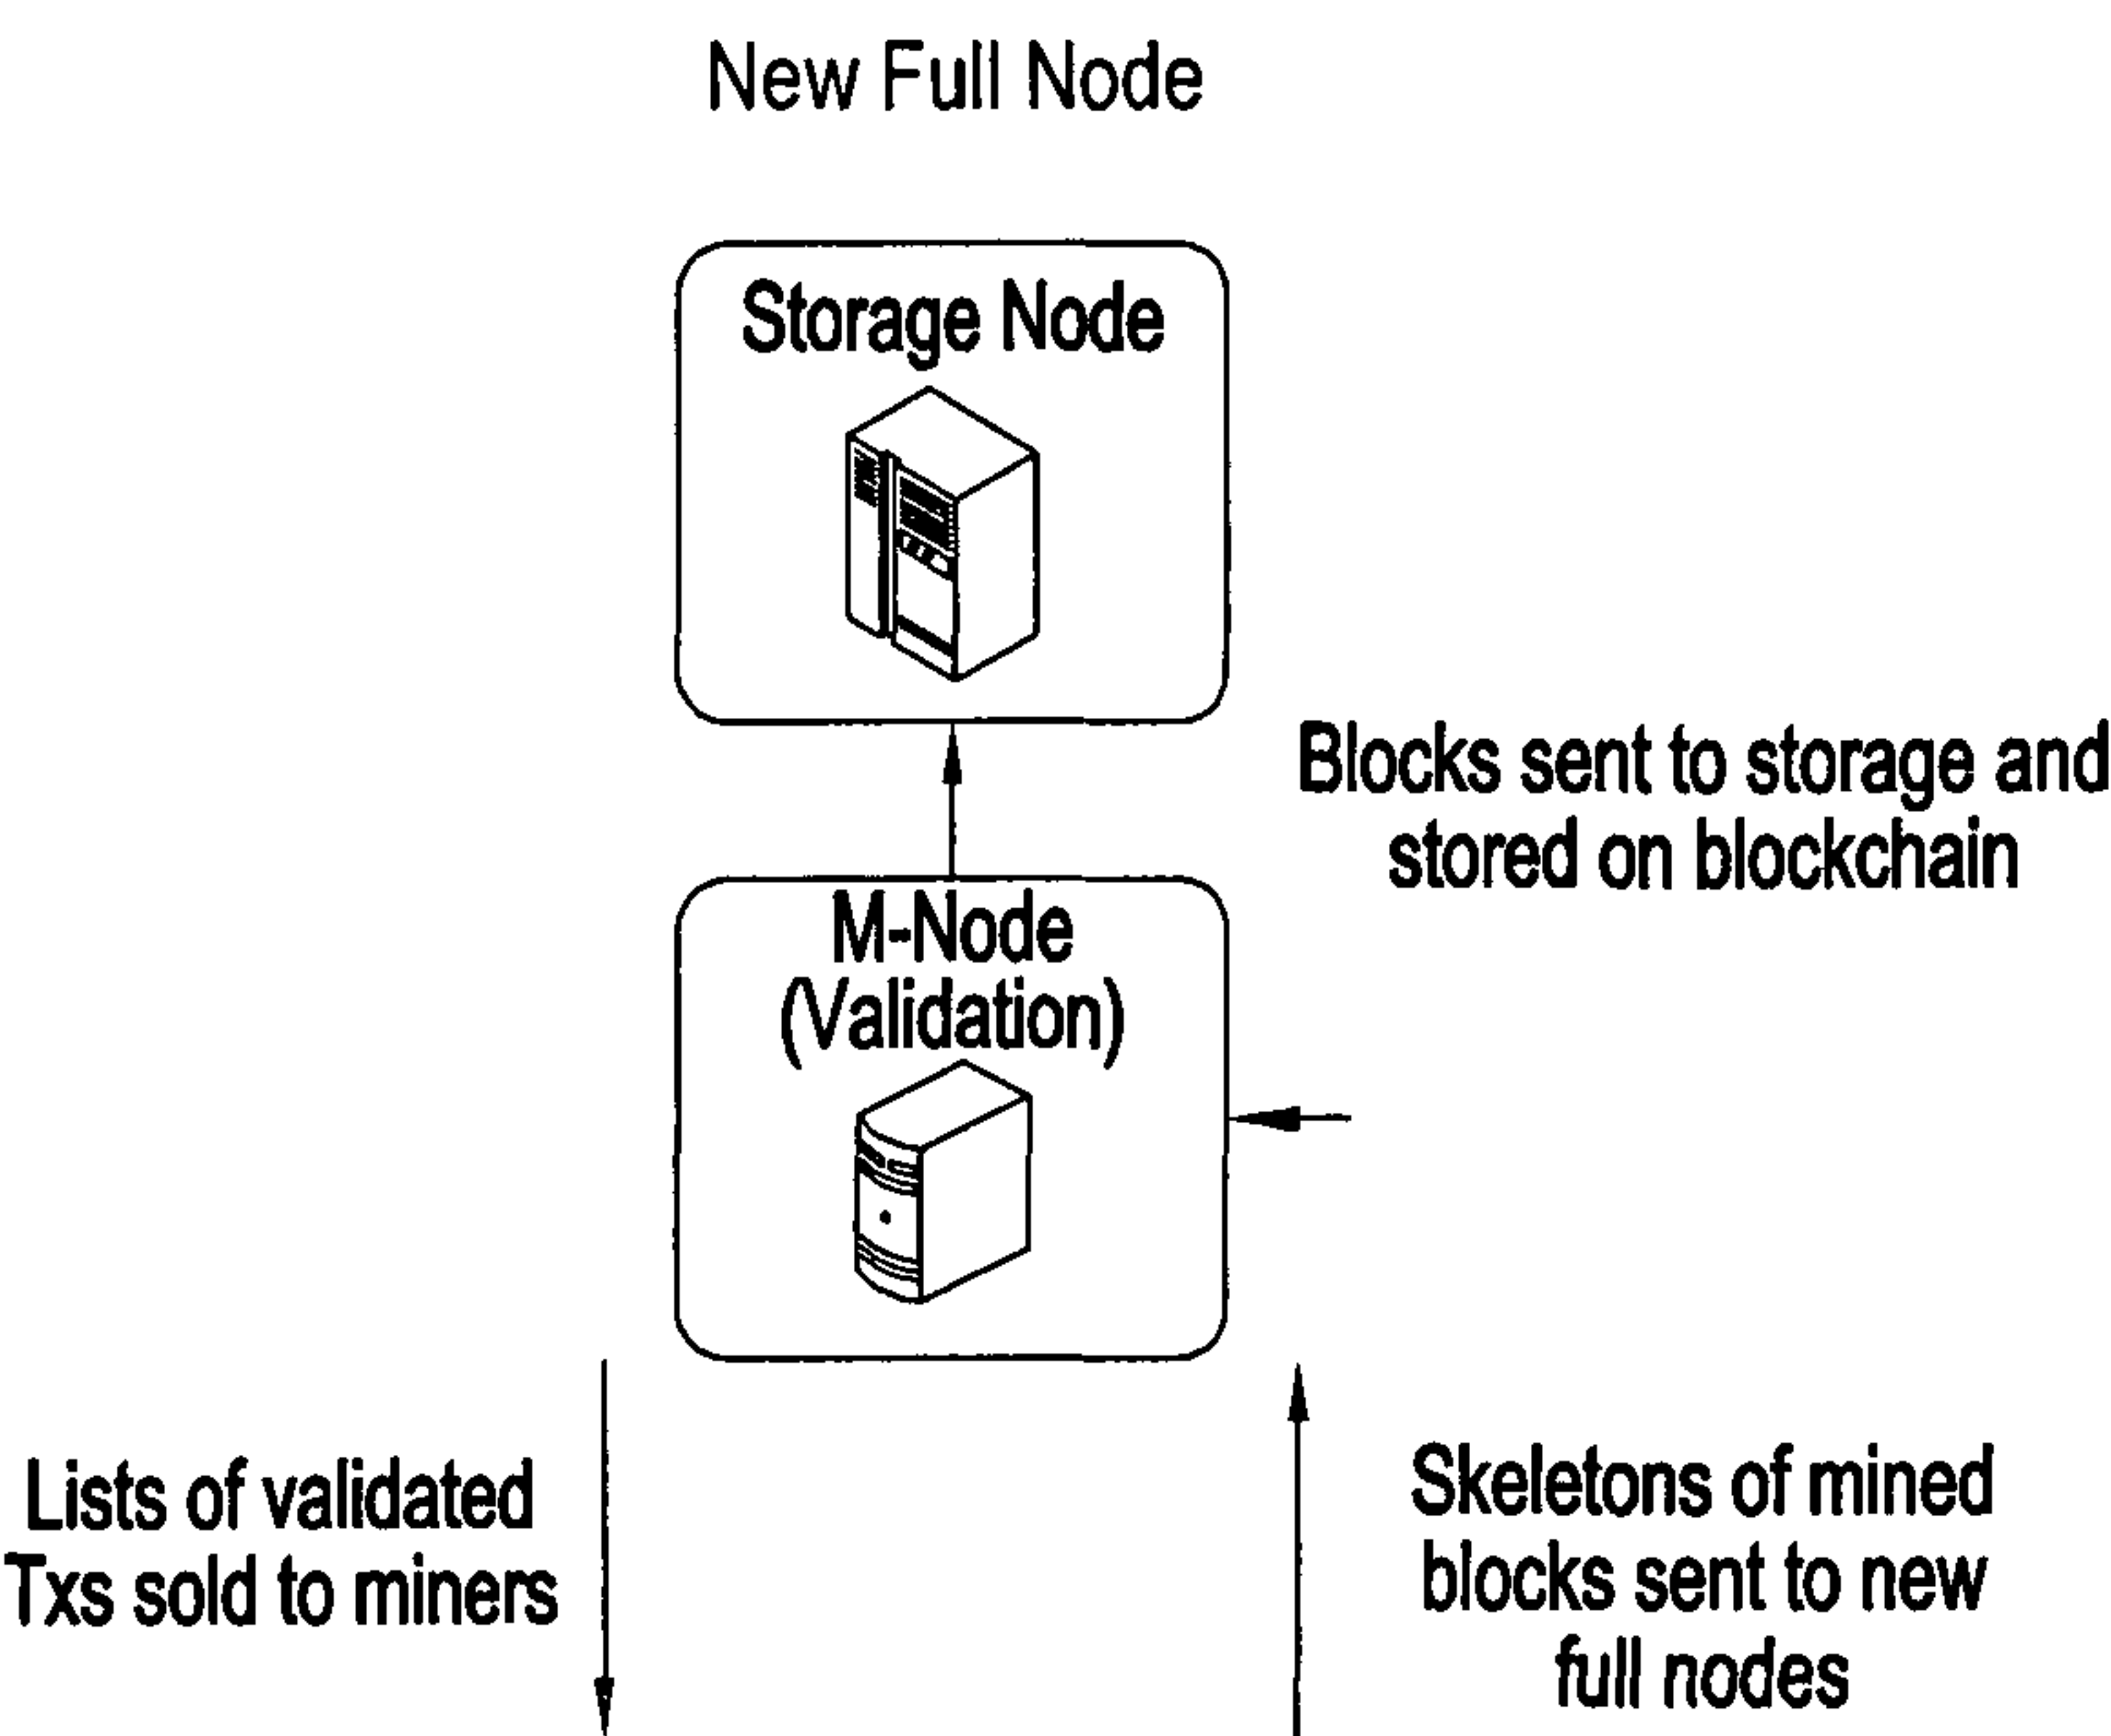 New Full Node
Storage Node
Blocks sent to storage and
stored on blockchain
M-Node
(Validation)
Lists of validated
Txs sold to miners
Skeletons of mined
blocks sent to new
full nodes